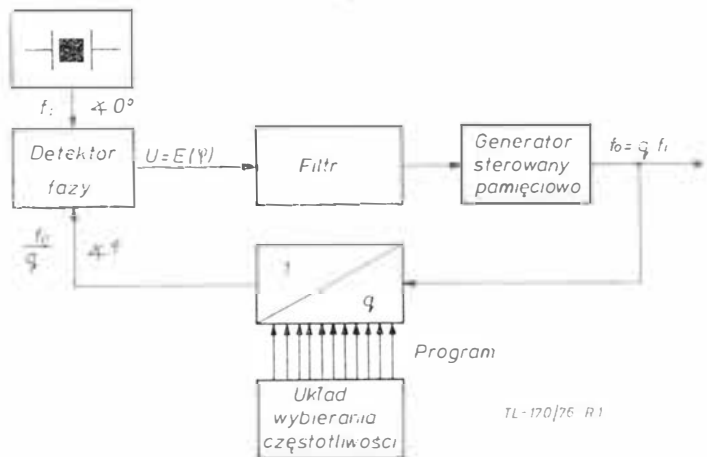 f₁ ∡0°
Detektor
fazy
U=E(φ)
Filtr
Generator
sterowany
pamięciowo
f₀= q f₁
f₀
q
∡φ
1
q
Program
Układ
wybierania
częstotliwości
TL-170/76 R1